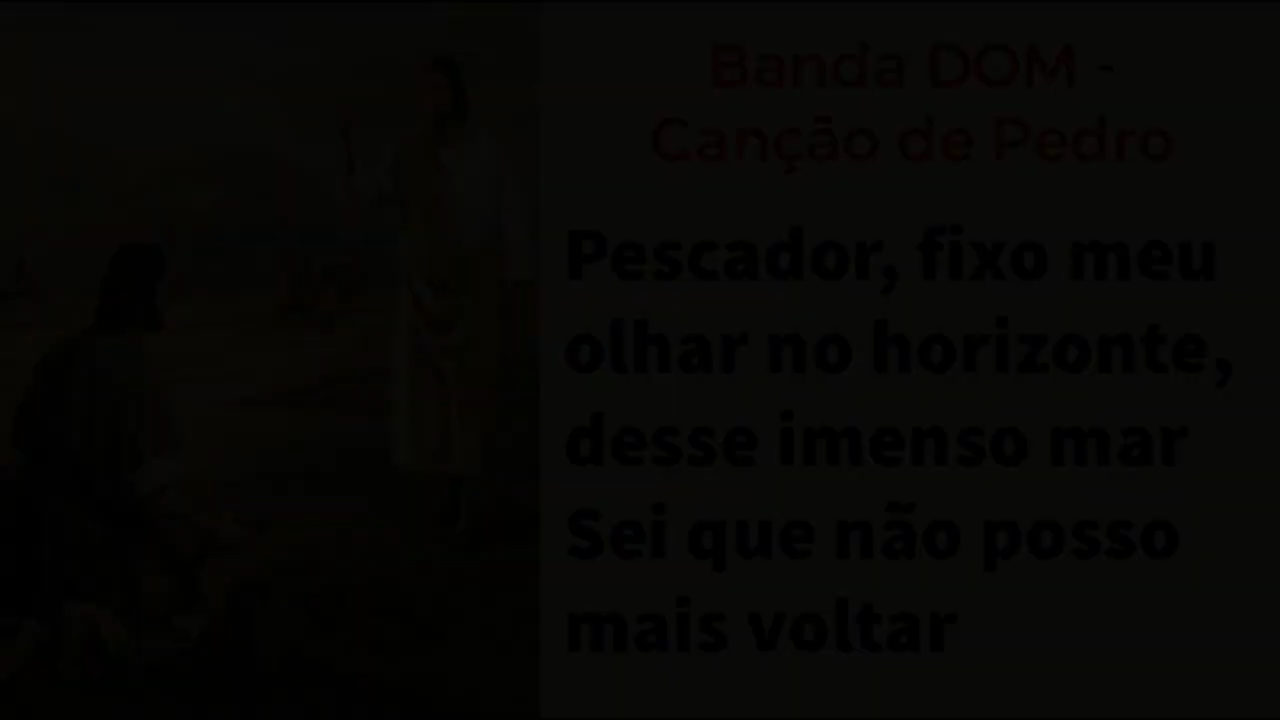 Banda DOM -
Canção de Pedro
Pescador, fixo meu
olhar no horizonte,
desse imenso mar
Sei que não posso
mais voltar